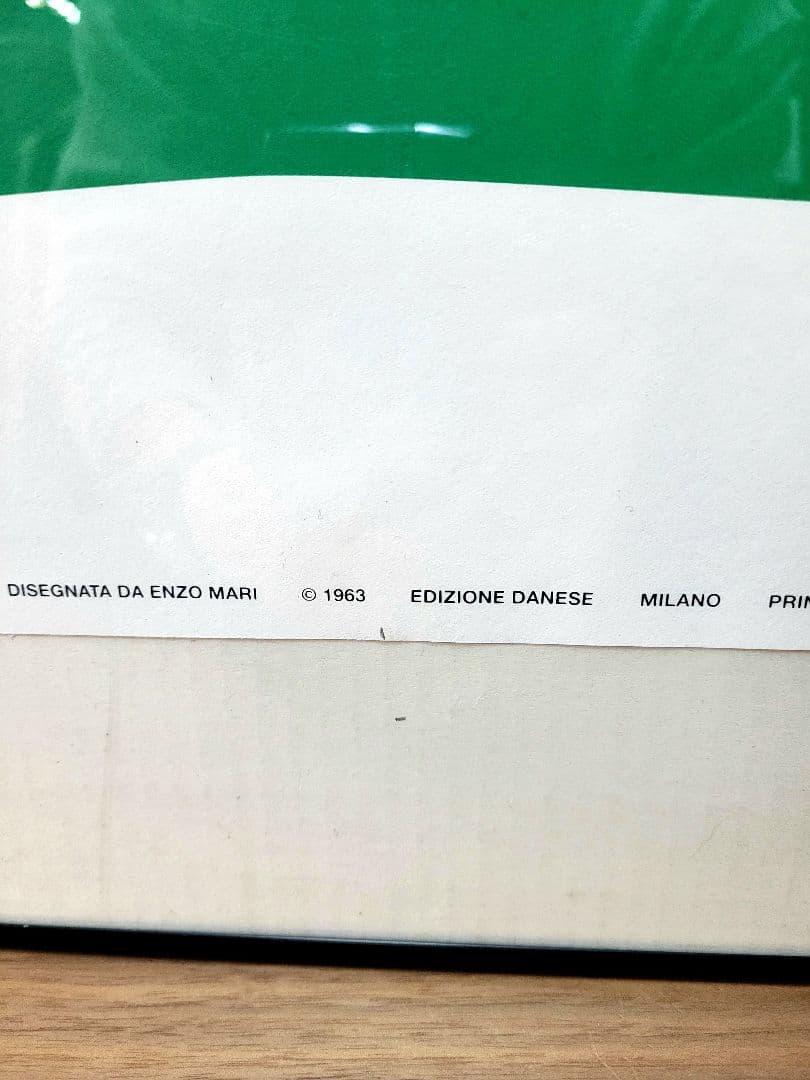 DISEGNATA DA ENZO MARI © 1963 EDIZIONE DANESE MILANO